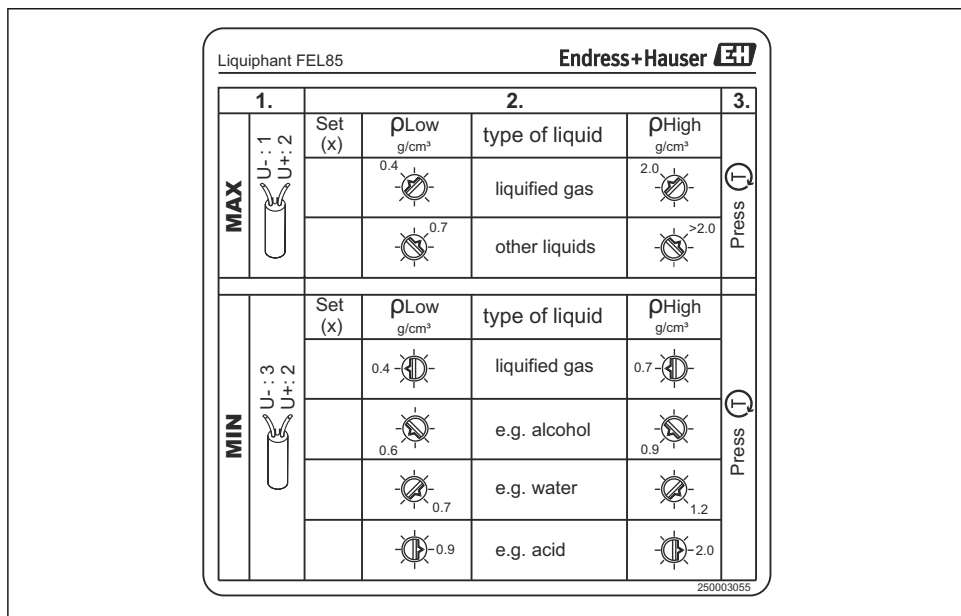 Liquiphant FEL85
Endress+Hauser EH
1. 2. 3.
MAX
U-: 1
U+: 2
Set (x) ρLow g/cm³ type of liquid ρHigh g/cm³
0.4 liquified gas 2.0
0.7 other liquids >2.0
Press T
MIN
U-: 3
U+: 2
Set (x) ρLow g/cm³ type of liquid ρHigh g/cm³
0.4 liquified gas 0.7
0.6 e.g. alcohol 0.9
0.7 e.g. water 1.2
0.9 e.g. acid 2.0
Press T
250003055